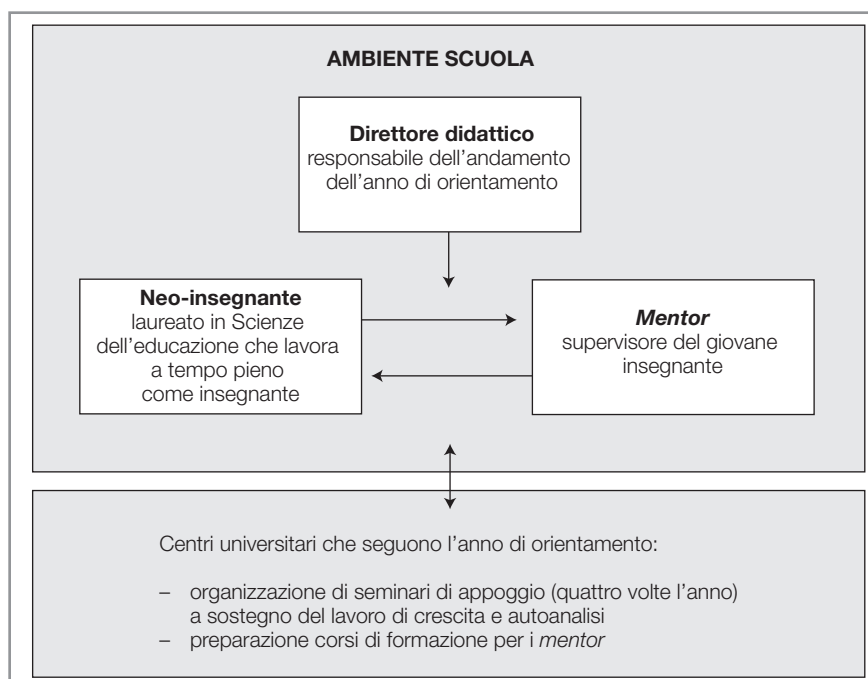 AMBIENTE SCUOLA
Direttore didattico
responsabile dell'andamento
dell'anno di orientamento
Neo-insegnante
laureato in Scienze
dell'educazione che lavora
a tempo pieno
come insegnante
Mentor
supervisore del giovane
insegnante
Centri universitari che seguono l'anno di orientamento:
– organizzazione di seminari di appoggio (quattro volte l'anno)
a sostegno del lavoro di crescita e autoanalisi
– preparazione corsi di formazione per i mentor